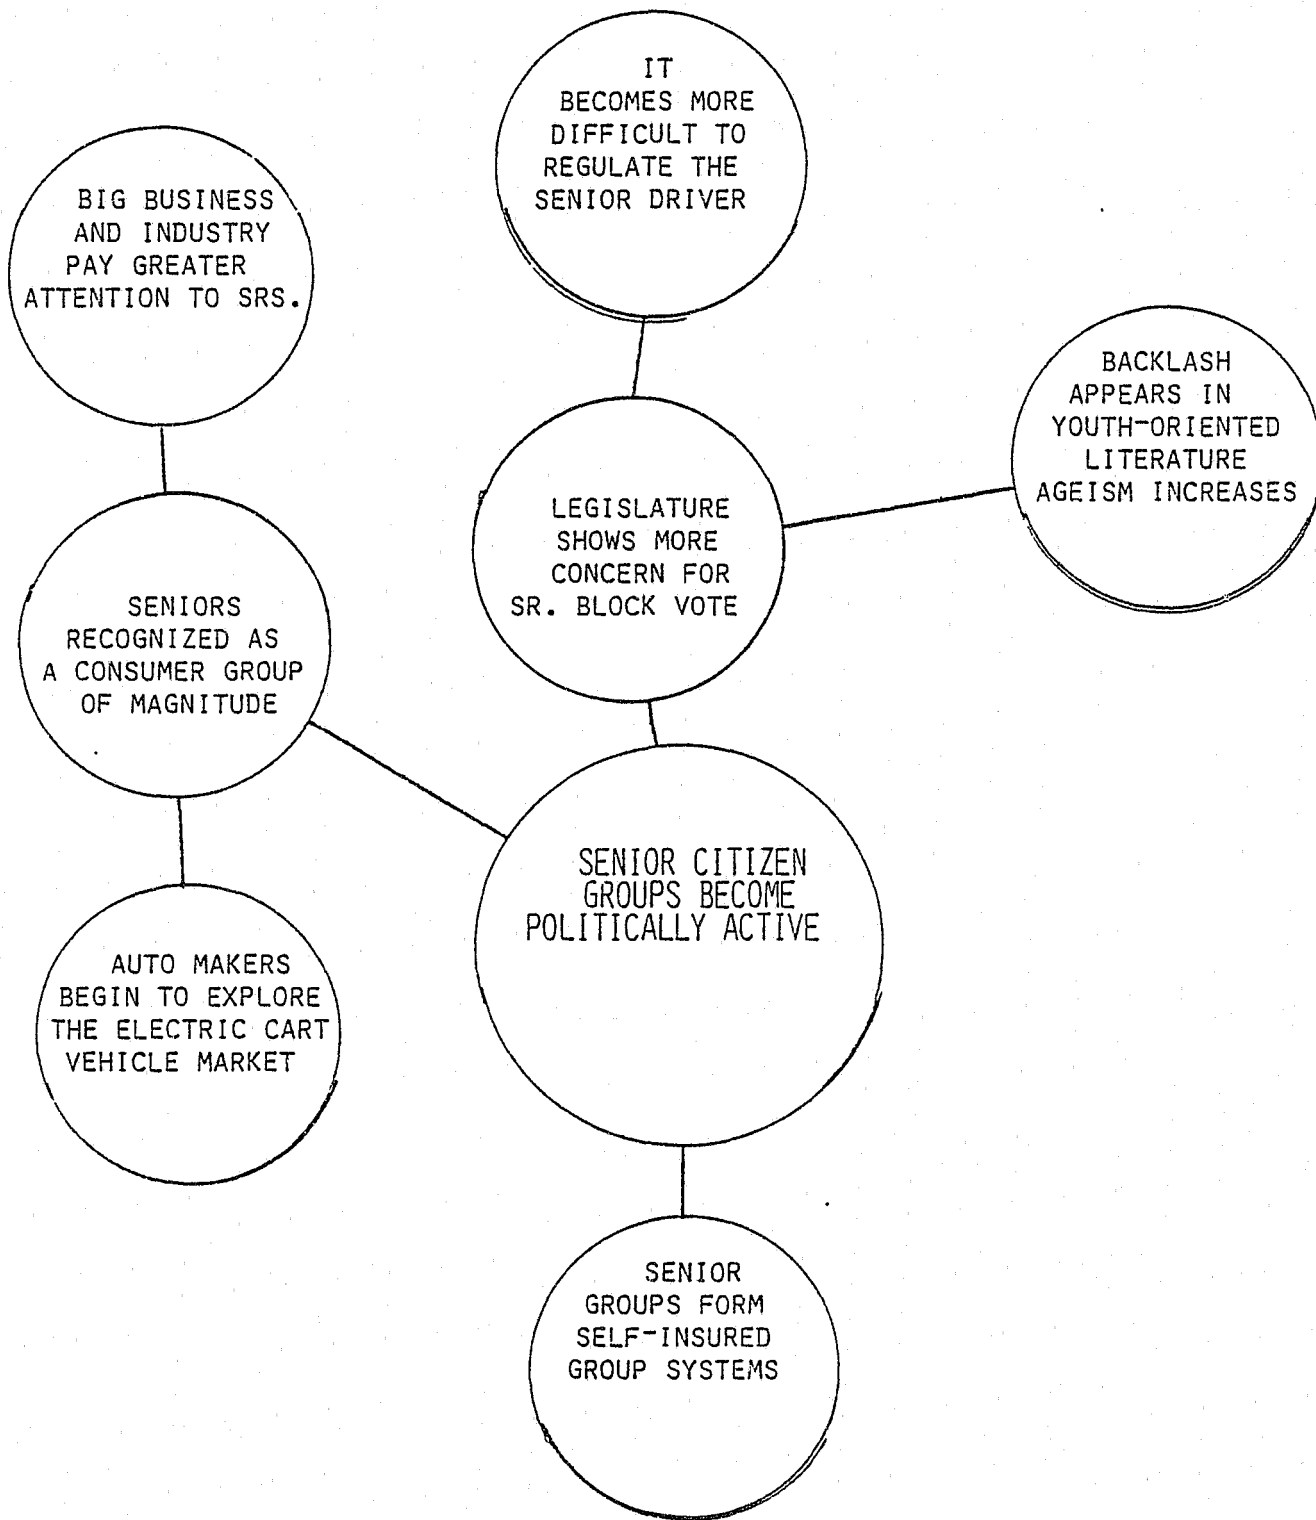 IT
BECOMES MORE
DIFFICULT TO
REGULATE THE
SENIOR DRIVER
BIG BUSINESS
AND INDUSTRY
PAY GREATER
ATTENTION TO SRS.
BACKLASH
APPEARS IN
YOUTH-ORIENTED
LITERATURE
AGEISM INCREASES
LEGISLATURE
SHOWS MORE
CONCERN FOR
SR. BLOCK VOTE
SENIORS
RECOGNIZED AS
A CONSUMER GROUP
OF MAGNITUDE
SENIOR CITIZEN
GROUPS BECOME
POLITICALLY ACTIVE
AUTO MAKERS
BEGIN TO EXPLORE
THE ELECTRIC CART
VEHICLE MARKET
SENIOR
GROUPS FORM
SELF-INSURED
GROUP SYSTEMS